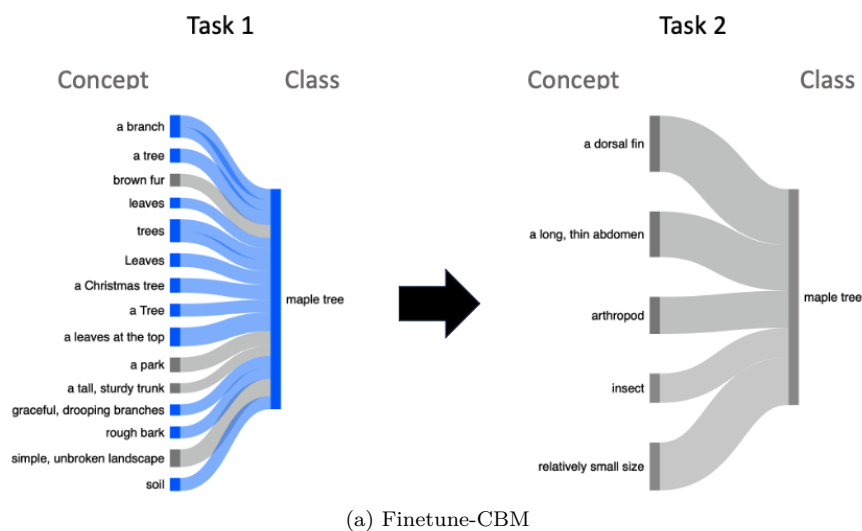 Task 1
Concept
Class
a branch
a tree
brown fur
leaves
trees
Leaves
a Christmas tree
a Tree
a leaves at the top
a park
a tall, sturdy trunk
graceful, drooping branches
rough bark
simple, unbroken landscape
soil
maple tree
Task 2
Concept
Class
a dorsal fin
a long, thin abdomen
arthropod
insect
relatively small size
maple tree
(a) Finetune-CBM